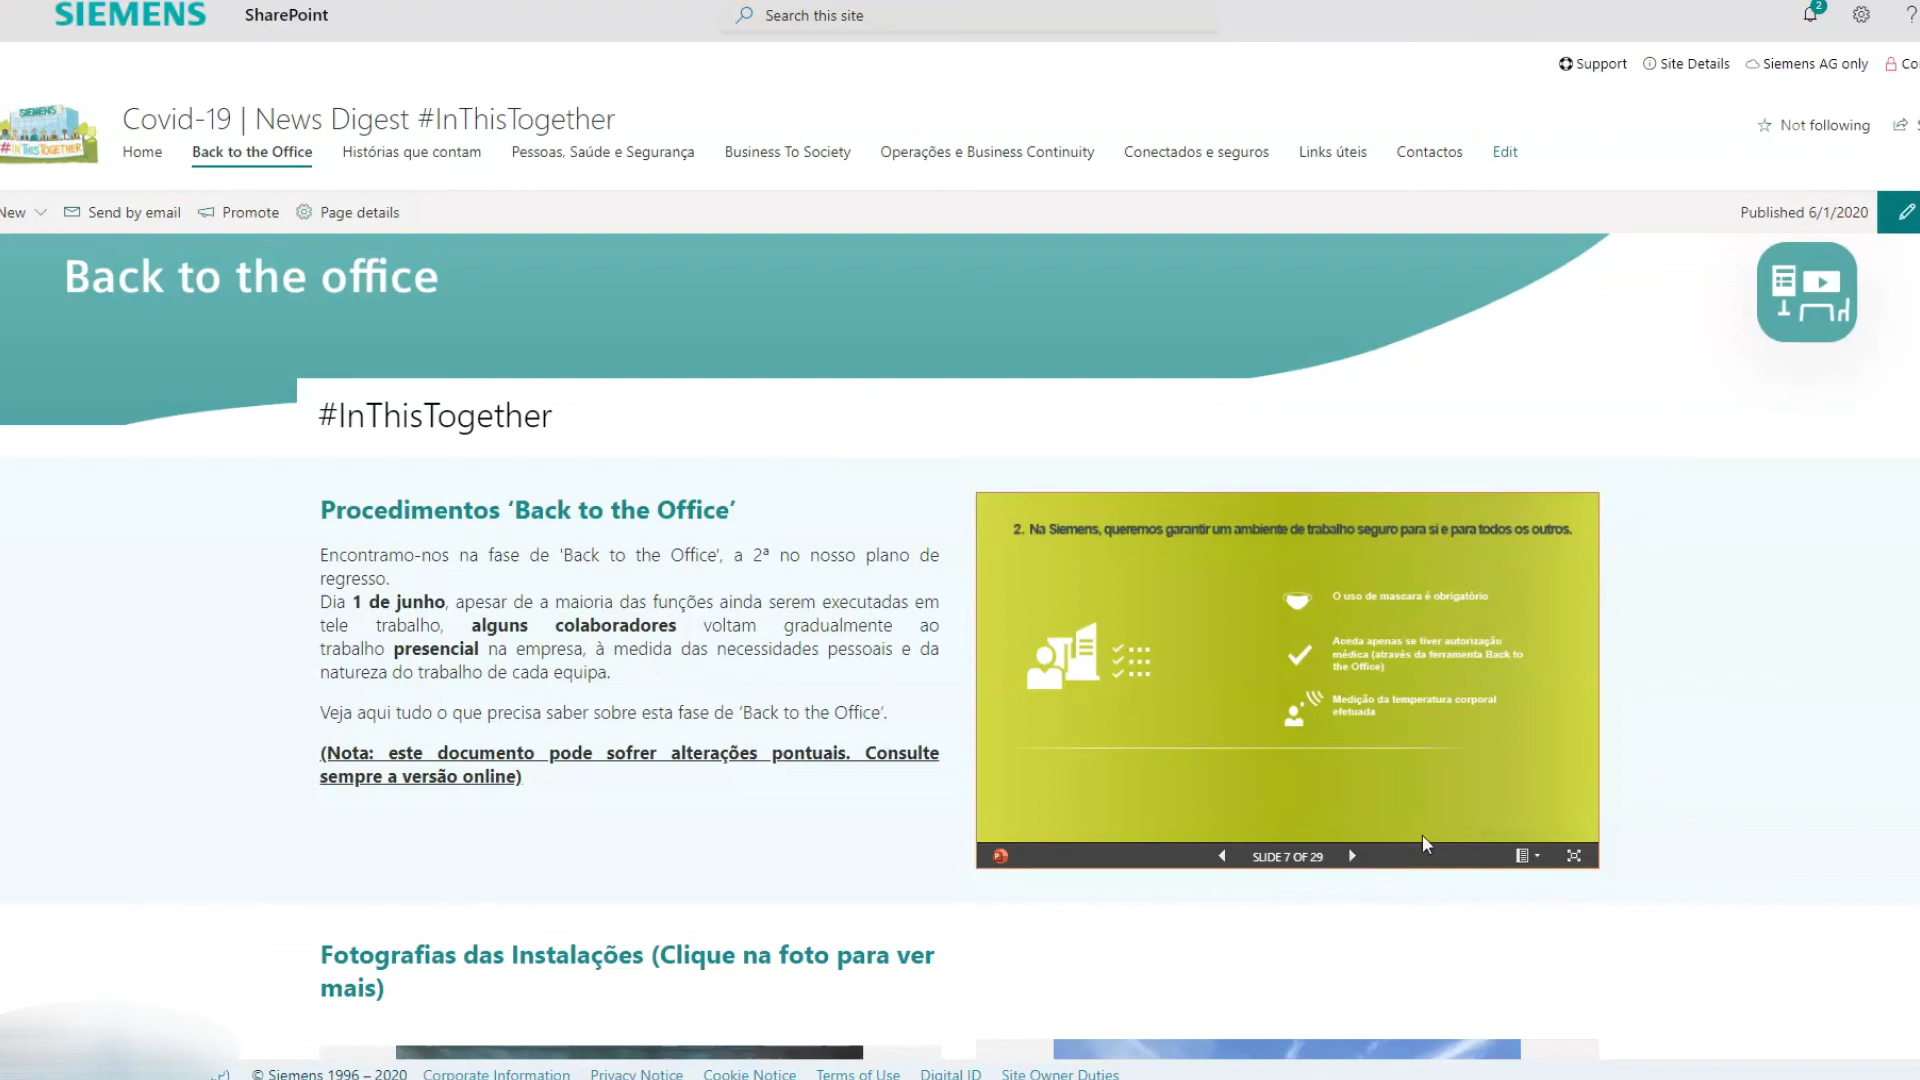 SIEMENS
SharePoint
Search this site
2
?
Support
Site Details
Siemens AG only
SIEMENS
#INTHISTOGETHER
Covid-19 | News Digest #InThisTogether
Not following
Home
Back to the Office
Histórias que contam
Pessoas, Saúde e Segurança
Business To Society
Operações e Business Continuity
Conectados e seguros
Links úteis
Contactos
Edit
New
Send by email
Promote
Page details
Published 6/1/2020
Back to the office
#InThisTogether
Procedimentos ‘Back to the Office’
Encontramo-nos na fase de 'Back to the Office', a 2ª no nosso plano de
regresso.
Dia 1 de junho, apesar de a maioria das funções ainda serem executadas em
tele trabalho, alguns colaboradores voltam gradualmente ao
trabalho presencial na empresa, à medida das necessidades pessoais e da
natureza do trabalho de cada equipa.
Veja aqui tudo o que precisa saber sobre esta fase de ‘Back to the Office’.
(Nota: este documento pode sofrer alterações pontuais. Consulte
sempre a versão online)
2. Na Siemens, queremos garantir um ambiente de trabalho seguro para si e para todos os outros.
O uso de mascara é obrigatório
Aceda apenas se tiver autorização
médica (através da ferramenta Back to
the Office)
Medição da temperatura corporal
efetuada
SLIDE 7 OF 29
Fotografias das Instalações (Clique na foto para ver
mais)
© Siemens 1996 – 2020
Corporate Information
Privacy Notice
Cookie Notice
Terms of Use
Digital ID
Site Owner Duties